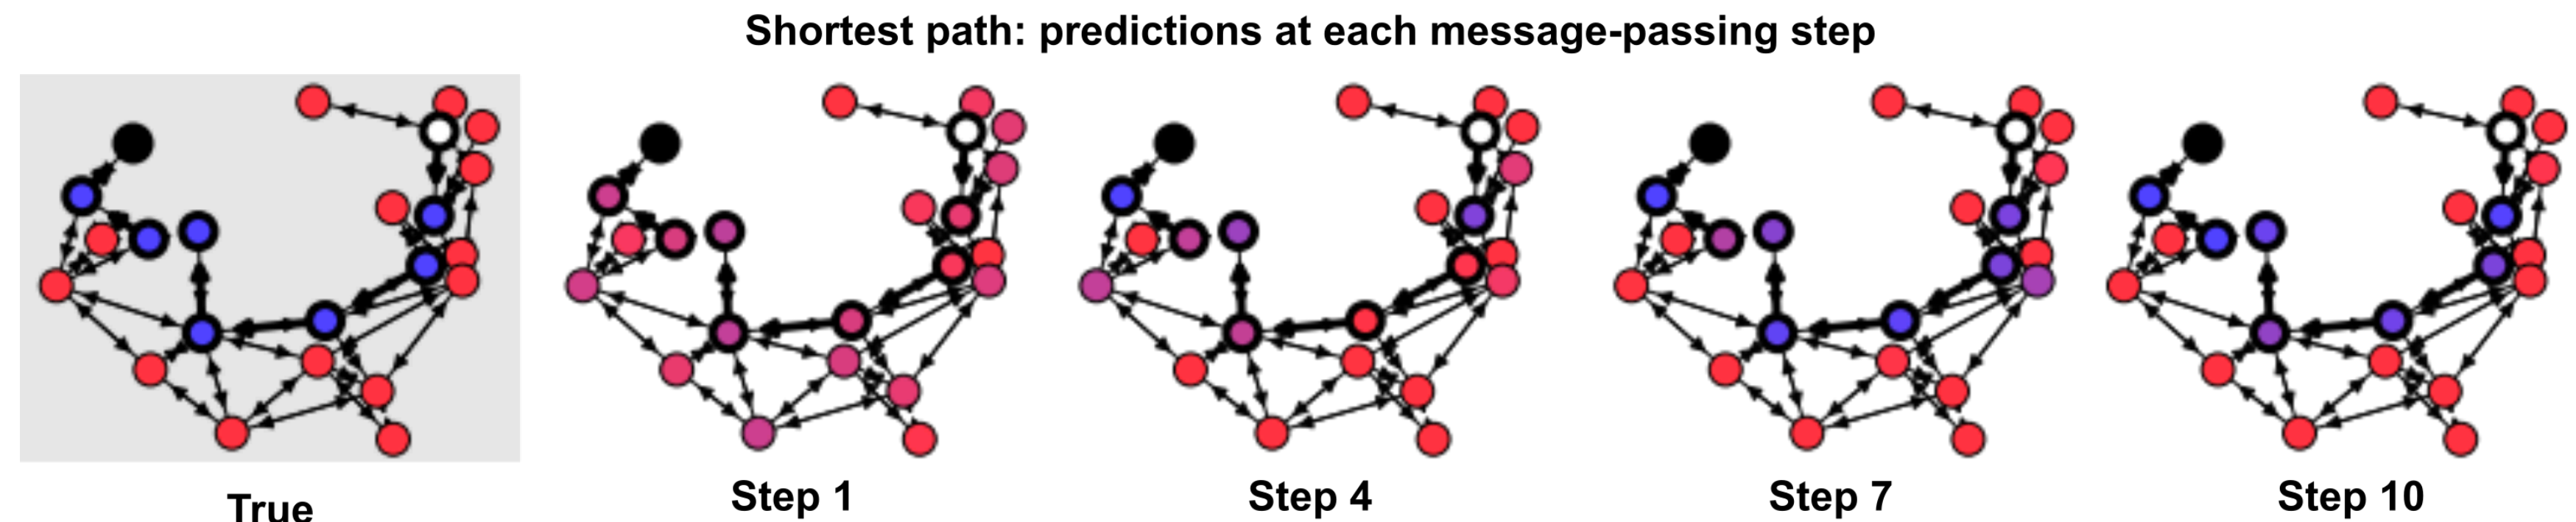 Shortest path: predictions at each message-passing step
True
Step 1
Step 4
Step 7
Step 10